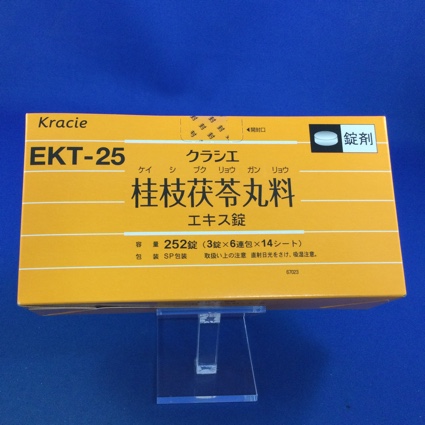 Kracie
◀開封口
錠剤
EKT-25
クラシエ
ケイ シ ブク リョウ ガン リョウ
桂枝茯苓丸料
エキス錠
容 量 252錠（3錠×6連包×14シート）
包 装 SP包装 取扱い上の注意 直射日光をさけ、吸湿注意。